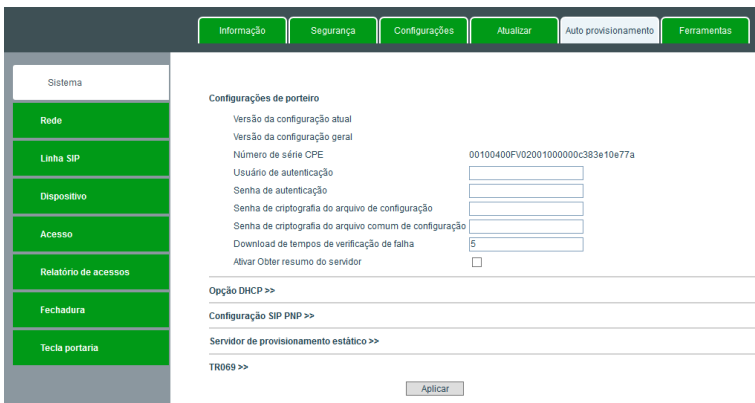 Informação Segurança Configurações Atualizar Auto provisionamento Ferramentas
Sistema
Rede
Linha SIP
Dispositivo
Acesso
Relatório de acessos
Fechadura
Tecla portaria
Configurações de porteiro
Versão da configuração atual
Versão da configuração geral
Número de série CPE 00100400FV02001000000c383e10e77a
Usuário de autenticação
Senha de autenticação
Senha de criptografia do arquivo de configuração
Senha de criptografia do arquivo comum de configuração
Download de tempos de verificação de falha 5
Ativar Obter resumo do servidor
Opção DHCP >>
Configuração SIP PNP >>
Servidor de provisionamento estático >>
TR069 >>
Aplicar